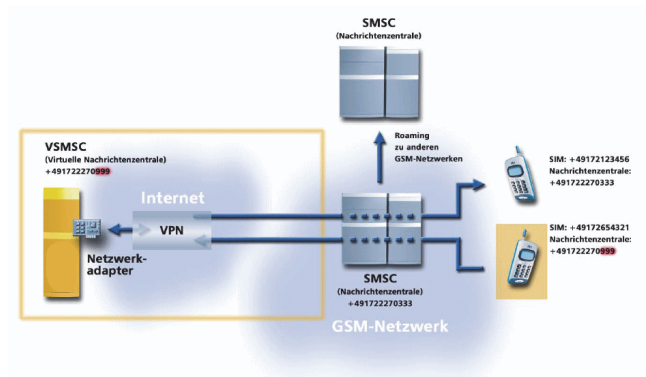 SMSC
(Nachrichtenzentrale)
Roaming
zu anderen
GSM-Netzwerken
VSMSC
(Virtuelle Nachrichtenzentrale)
+491722270999
Internet
VPN
Netzwerk-
adapter
SMSC
(Nachrichtenzentrale)
+491722270333
GSM-Netzwerk
SIM: +49172123456
Nachrichtenzentrale:
+491722270333
SIM: +49172654321
Nachrichtenzentrale:
+491722270999